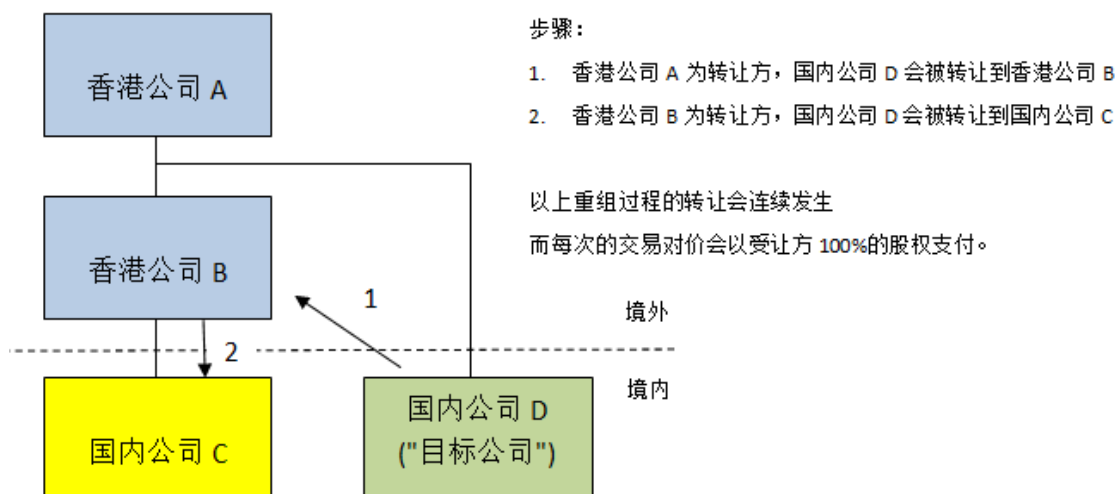 步骤：
1. 香港公司 A 为转让方，国内公司 D 会被转让到香港公司 B
2. 香港公司 B 为转让方，国内公司 D 会被转让到国内公司 C
以上重组过程的转让会连续发生
而每次的交易对价会以受让方 100%的股权支付。
香港公司 A
香港公司 B
1
境外
2
境内
国内公司 C
国内公司 D
("目标公司")